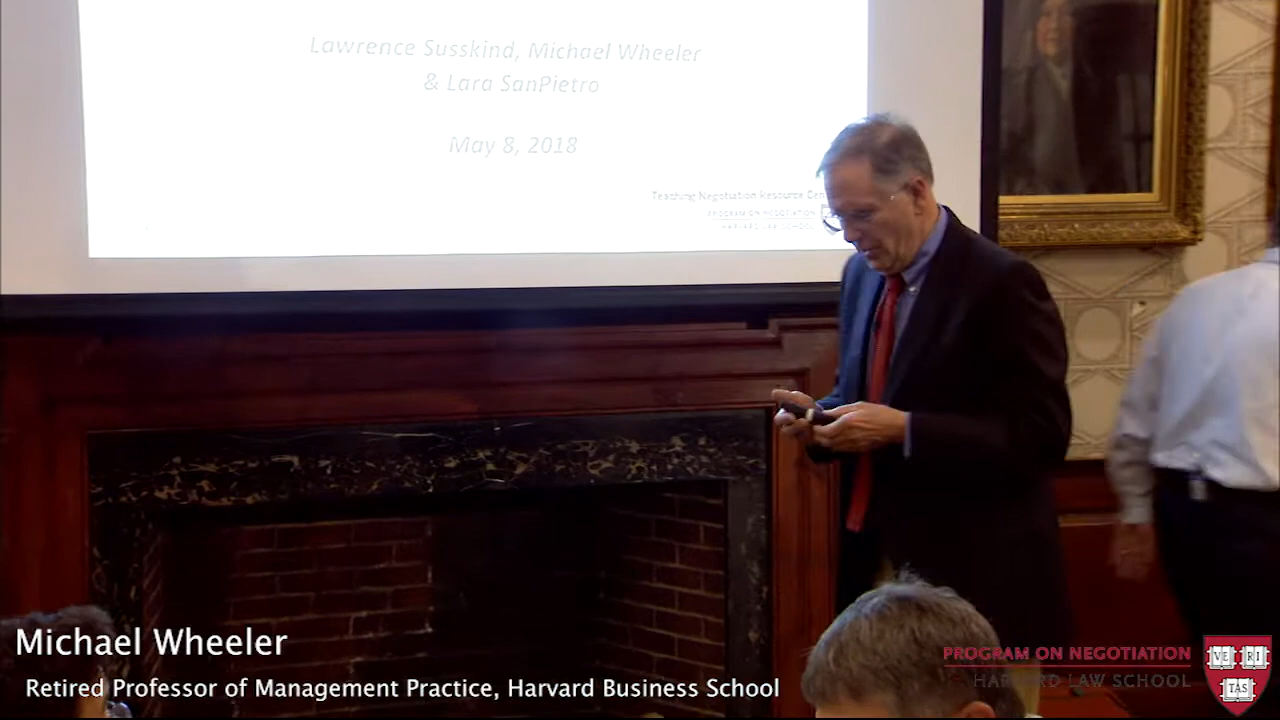 Lawrence Susskind, Michael Wheeler
& Lara SanPietro
May 8, 2018
Teaching Negotiation Resource
PROGRAM ON NEGOTIATION
HARVARD LAW SCHOOL
Michael Wheeler
Retired Professor of Management Practice, Harvard Business School
PROGRAM ON NEGOTIATION
HARVARD LAW SCHOOL
VE RI
TAS